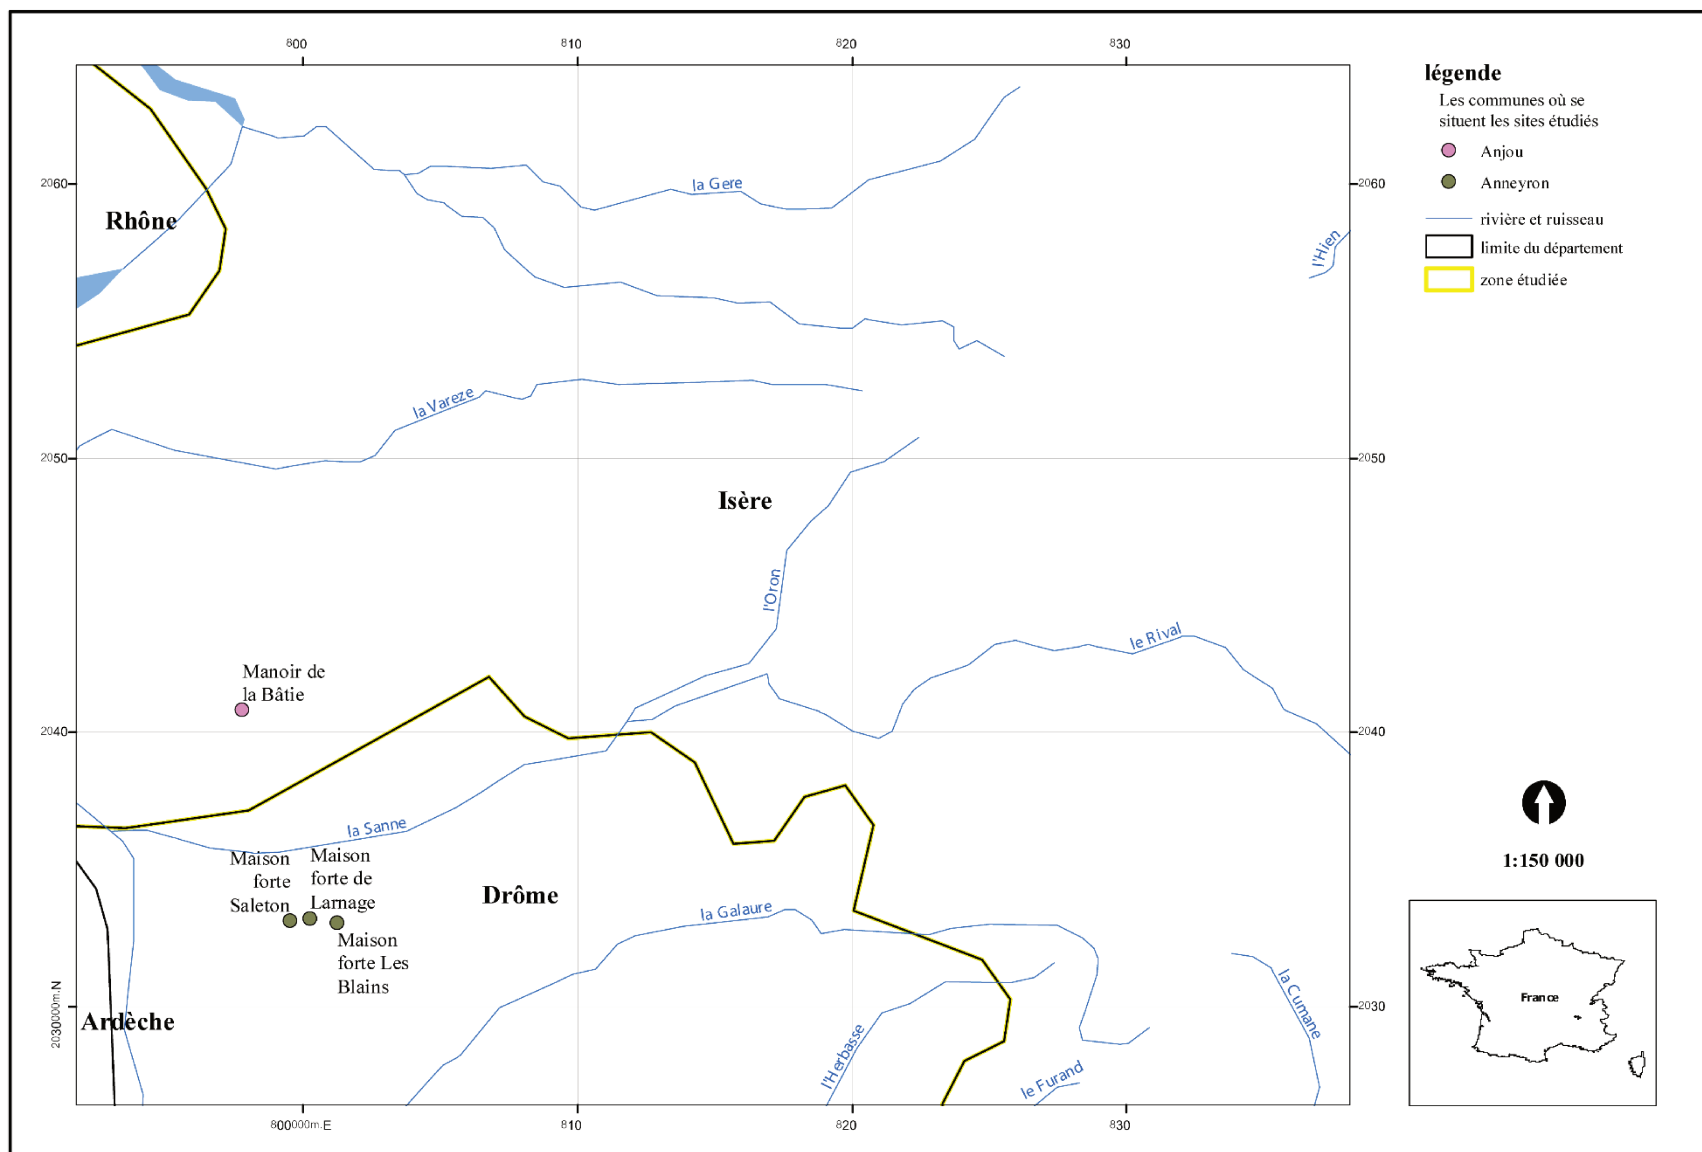 800
810
820
830
légende
Les communes où se
situent les sites étudiés
Anjou
Anneyron
rivière et ruisseau
limite du département
zone étudiée
2060
la Gere
2060
Rhône
l'Hien
la Vareze
2050
2050
Isère
l'Oron
le Rival
Manoir de
la Bâtie
2040
2040
la Sanne
Maison
forte
Saleton
Maison
forte de
Larnage
Maison
forte Les
Blains
Drôme
la Galaure
1:150 000
la Cumane
France
2030000m.N
2030
Ardèche
l'Herbasse
le Furand
800000m.E
810
820
830